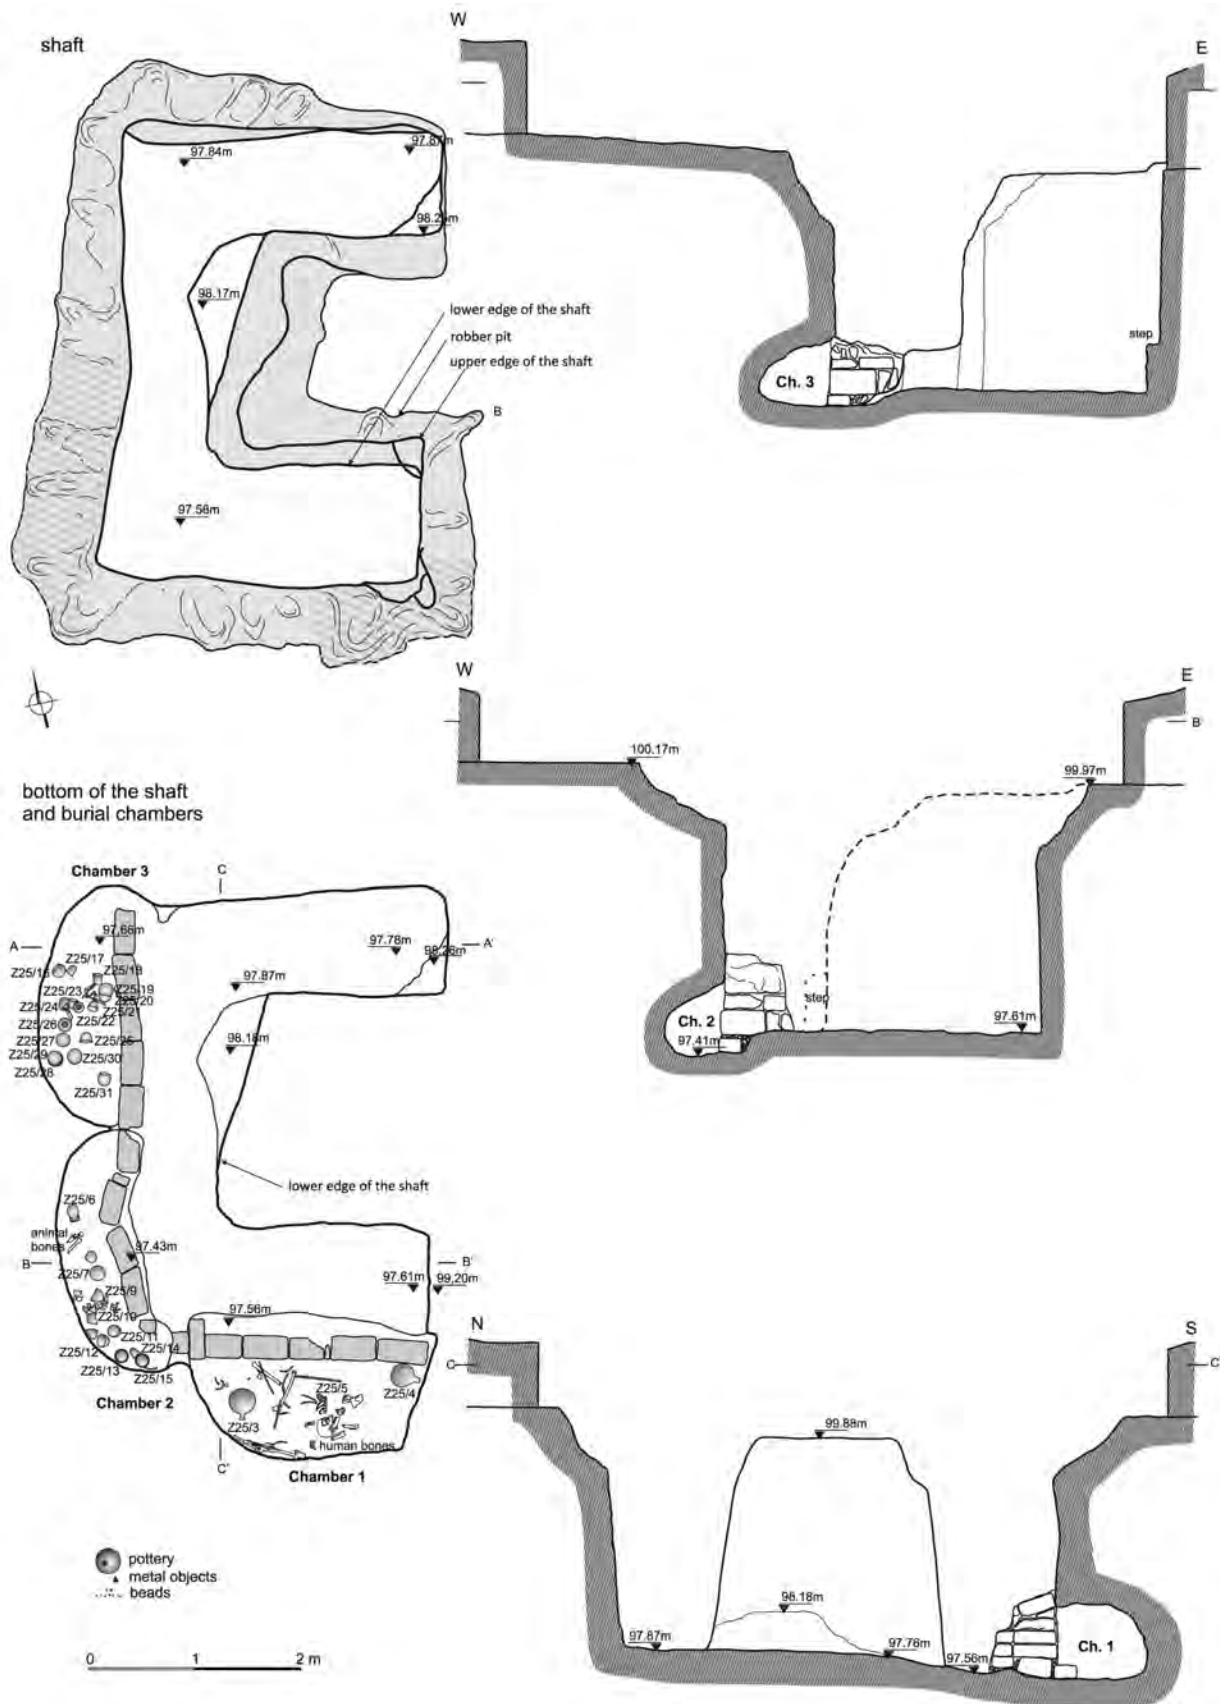 shaft
97.84m
97.87m
98.17m
lower edge of the shaft
robber pit
upper edge of the shaft
B
97.56m
W
E
step
Ch. 3
W
E
B
100.17m
99.97m
step
Ch. 2
97.41m
97.61m
bottom of the shaft
and burial chambers
Chamber 3
C
A
97.66m
97.78m
98.26m
A'
97.87m
Z25/17
Z25/18
Z25/19
Z25/23
Z25/20
Z25/24
Z25/21
Z25/26
Z25/22
Z25/27
Z25/25
Z25/29
Z25/30
Z25/28
Z25/31
98.18m
lower edge of the shaft
Z25/6
animal
bones
97.43m
B
B'
Z25/7
97.61m
99,20m
Z25/9
Z25/10
97.56m
Z25/11
Z25/12
Z25/14
Z25/13
Z25/15
Z25/5
Z25/4
Z25/3
human bones
Chamber 2
C'
Chamber 1
pottery
metal objects
beads
0 1 2 m
N
S
C
C'
99.88m
98.18m
97.87m
97.78m
97.56m
Ch. 1